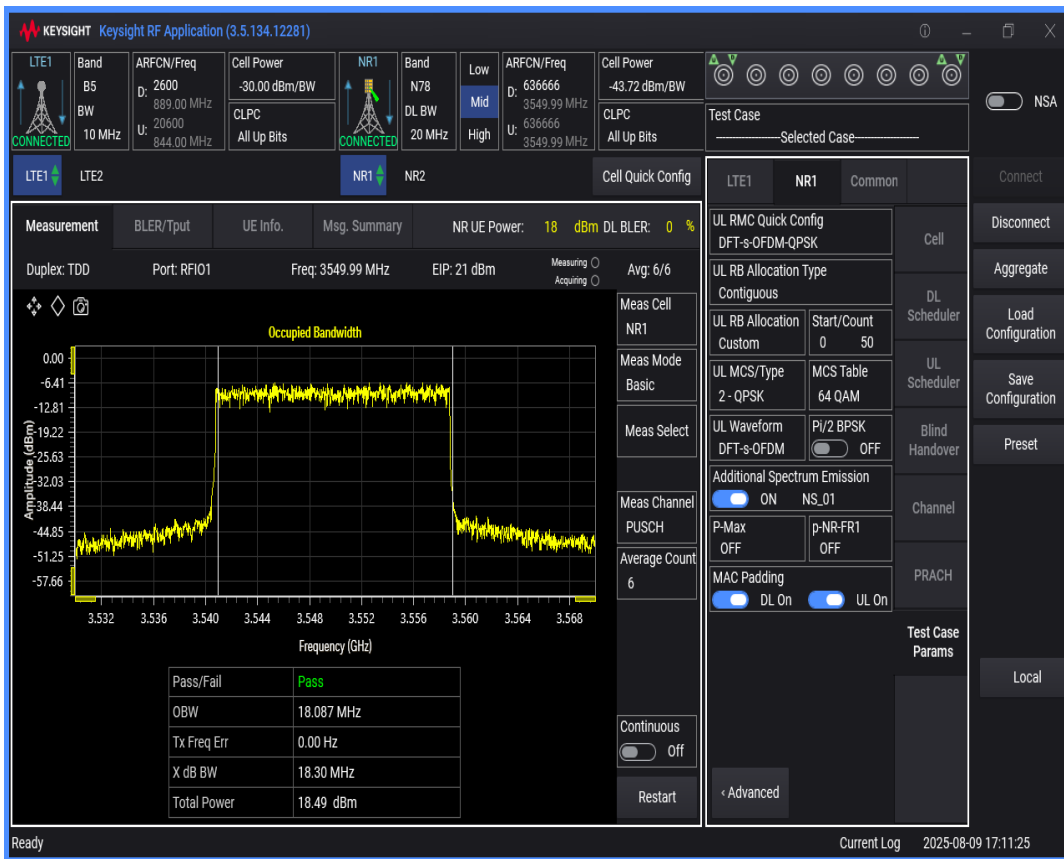 KEYSIGHT Keysight RF Application (3.5.134.12281)
LTE1
CONNECTED
Band
B5
BW
10 MHz
ARFCN/Freq
D: 2600
889.00 MHz
U: 20600
844.00 MHz
Cell Power
-30.00 dBm/BW
CLPC
All Up Bits
NR1
CONNECTED
Band
N78
DL BW
20 MHz
Low
Mid
High
ARFCN/Freq
D: 636666
3549.99 MHz
U: 636666
3549.99 MHz
Cell Power
-43.72 dBm/BW
CLPC
All Up Bits
Test Case
------------------Selected Case------------------
NSA
LTE1 LTE2 NR1 NR2 Cell Quick Config
Measurement BLER/Tput UE Info. Msg. Summary NR UE Power: 18 dBm DL BLER: 0 %
Duplex: TDD Port: RFIO1 Freq: 3549.99 MHz EIP: 21 dBm Measuring Acquiring Avg: 6/6
Occupied Bandwidth
Amplitude (dBm)
0.00
-6.41
-12.81
-19.22
-25.63
-32.03
-38.44
-44.85
-51.25
-57.66
3.532 3.536 3.540 3.544 3.548 3.552 3.556 3.560 3.564 3.568
Frequency (GHz)
Pass/Fail Pass
OBW 18.087 MHz
Tx Freq Err 0.00 Hz
X dB BW 18.30 MHz
Total Power 18.49 dBm
Meas Cell
NR1
Meas Mode
Basic
Meas Select
Meas Channel
PUSCH
Average Count
6
Continuous
Off
Restart
LTE1 NR1 Common
UL RMC Quick Config
DFT-s-OFDM-QPSK
UL RB Allocation Type
Contiguous
UL RB Allocation Start/Count
Custom 0 50
UL MCS/Type MCS Table
2 - QPSK 64 QAM
UL Waveform Pi/2 BPSK
DFT-s-OFDM OFF
Additional Spectrum Emission
ON NS_01
P-Max p-NR-FR1
OFF OFF
MAC Padding
DL On UL On
‹ Advanced
Cell
DL
Scheduler
UL
Scheduler
Blind
Handover
Channel
PRACH
Test Case
Params
Connect
Disconnect
Aggregate
Load
Configuration
Save
Configuration
Preset
Local
Ready Current Log 2025-08-09 17:11:25